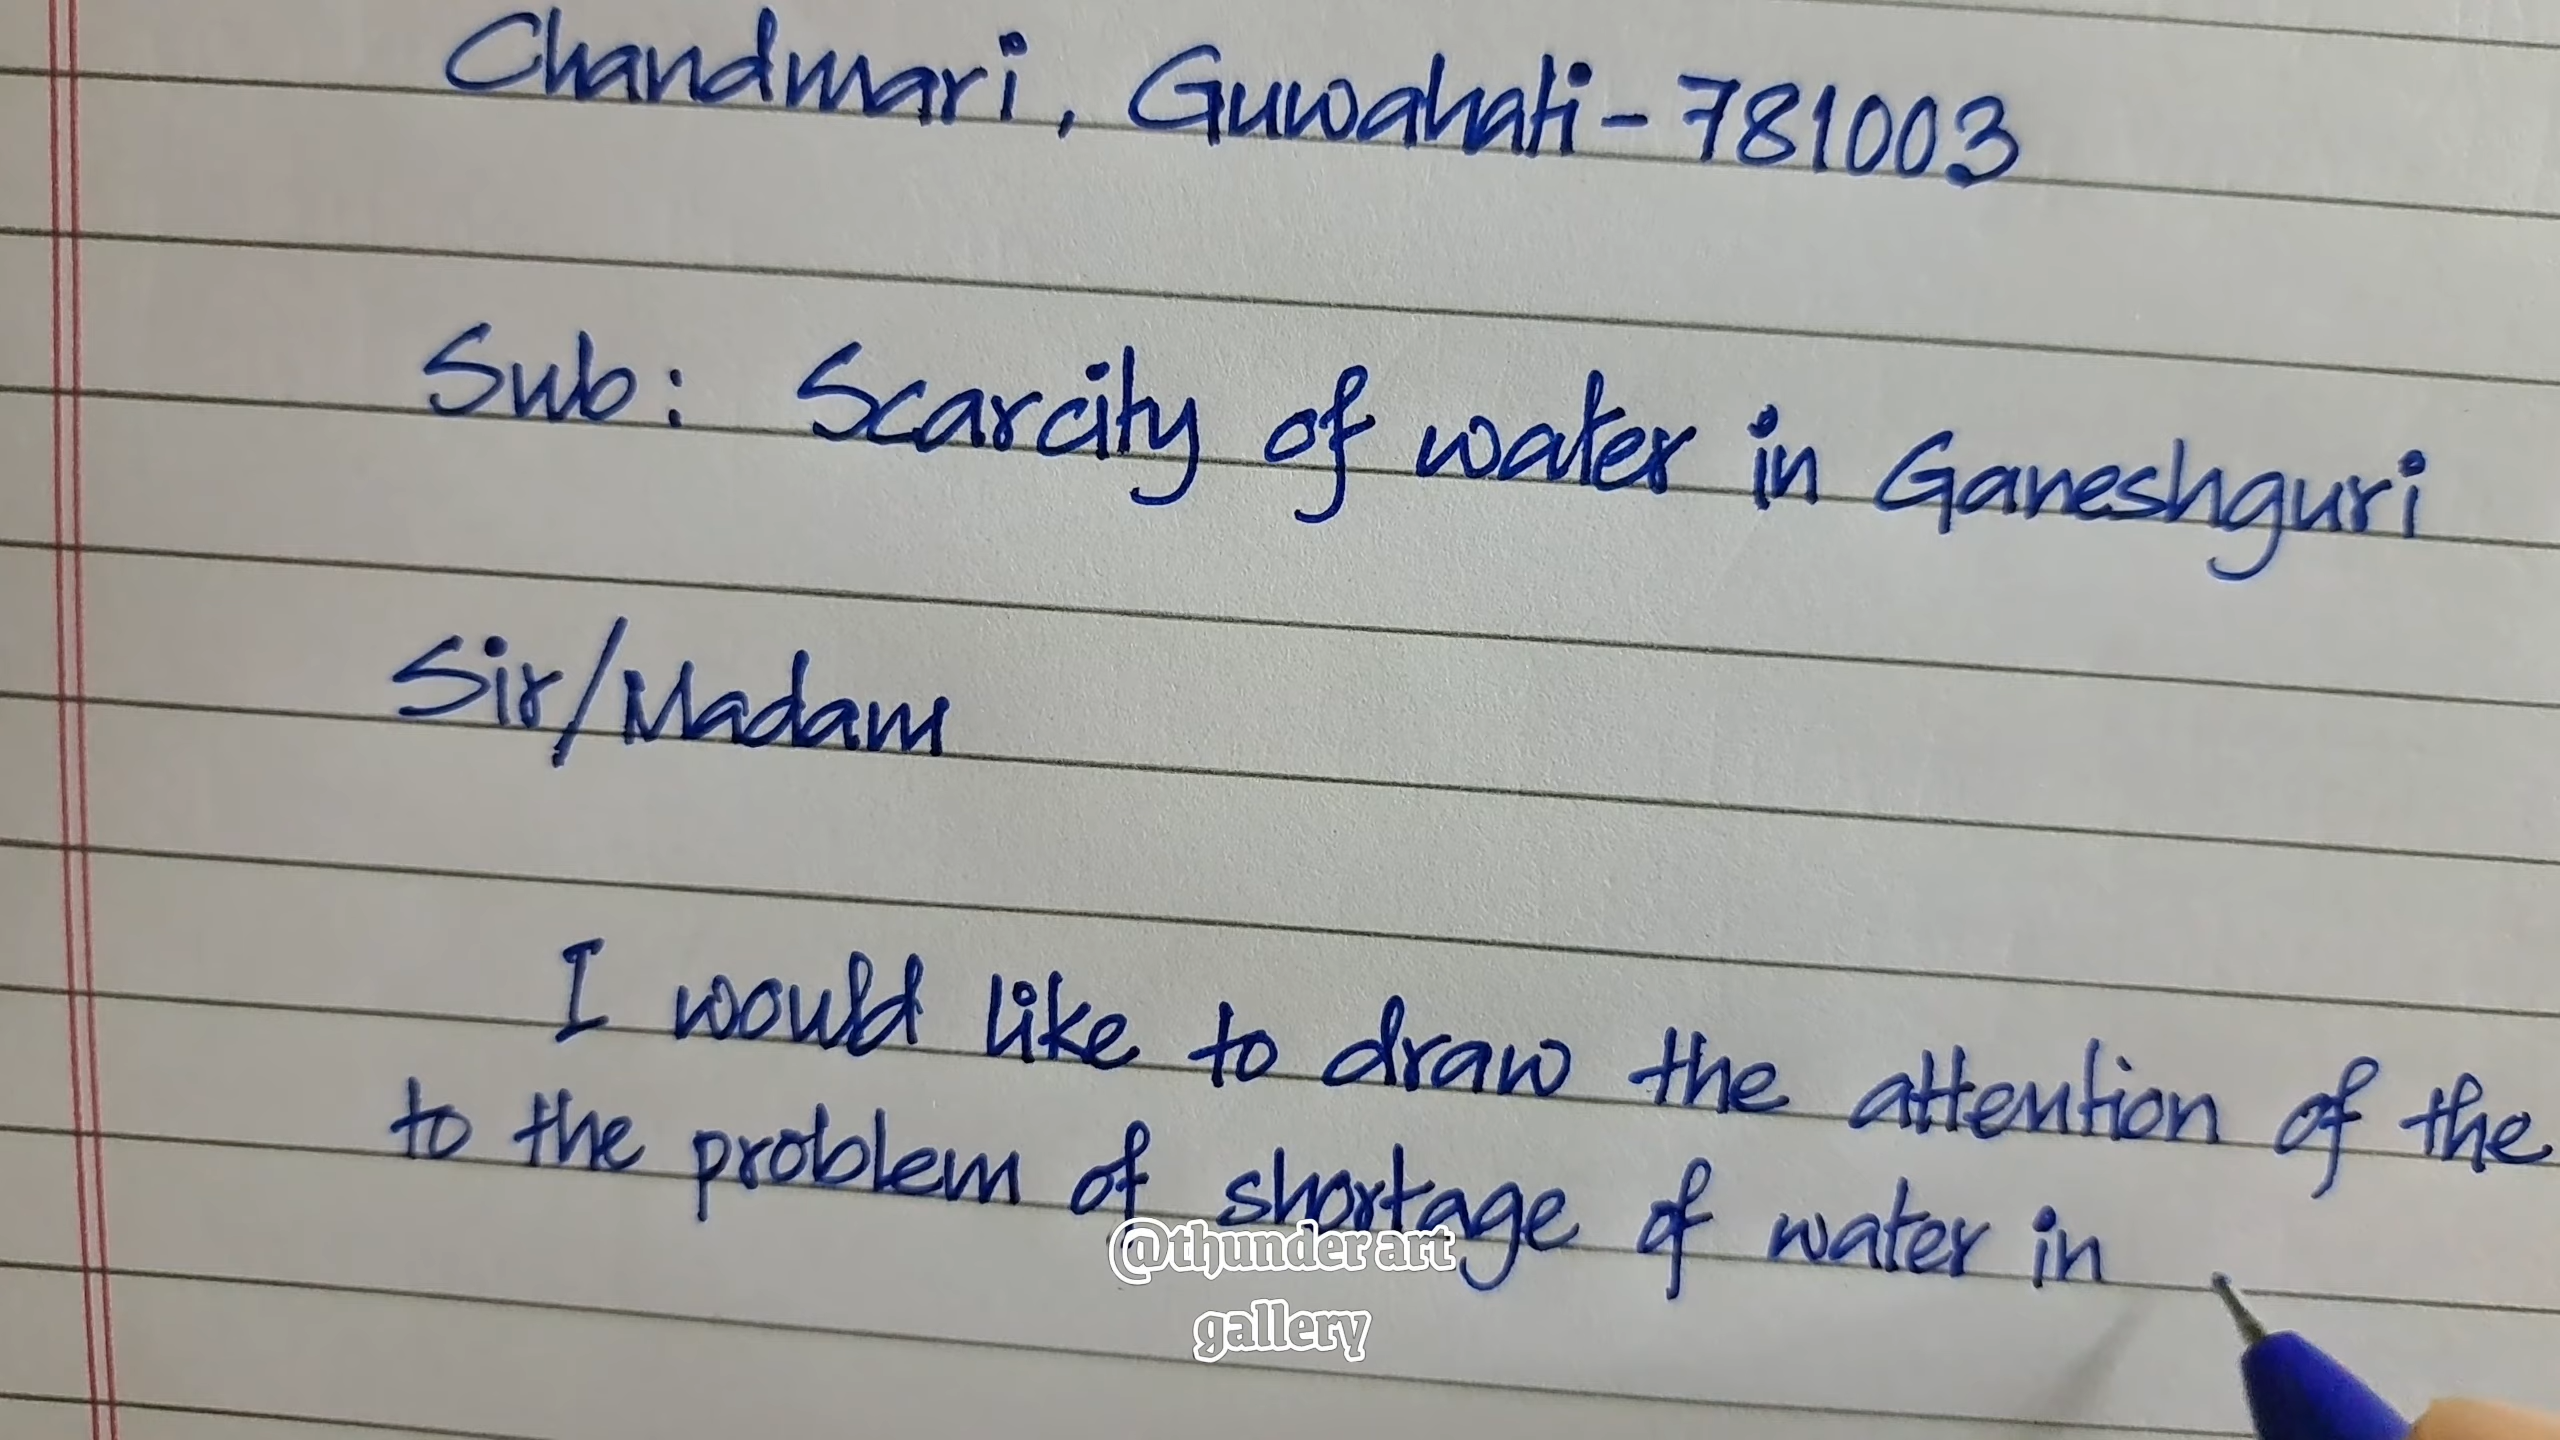 Chandmari, Guwahati - 781003
Sub: Scarcity of water in Ganeshguri
Sir/Madam
I would like to draw the attention of the
to the problem of shortage of water in
@thunder art
gallery